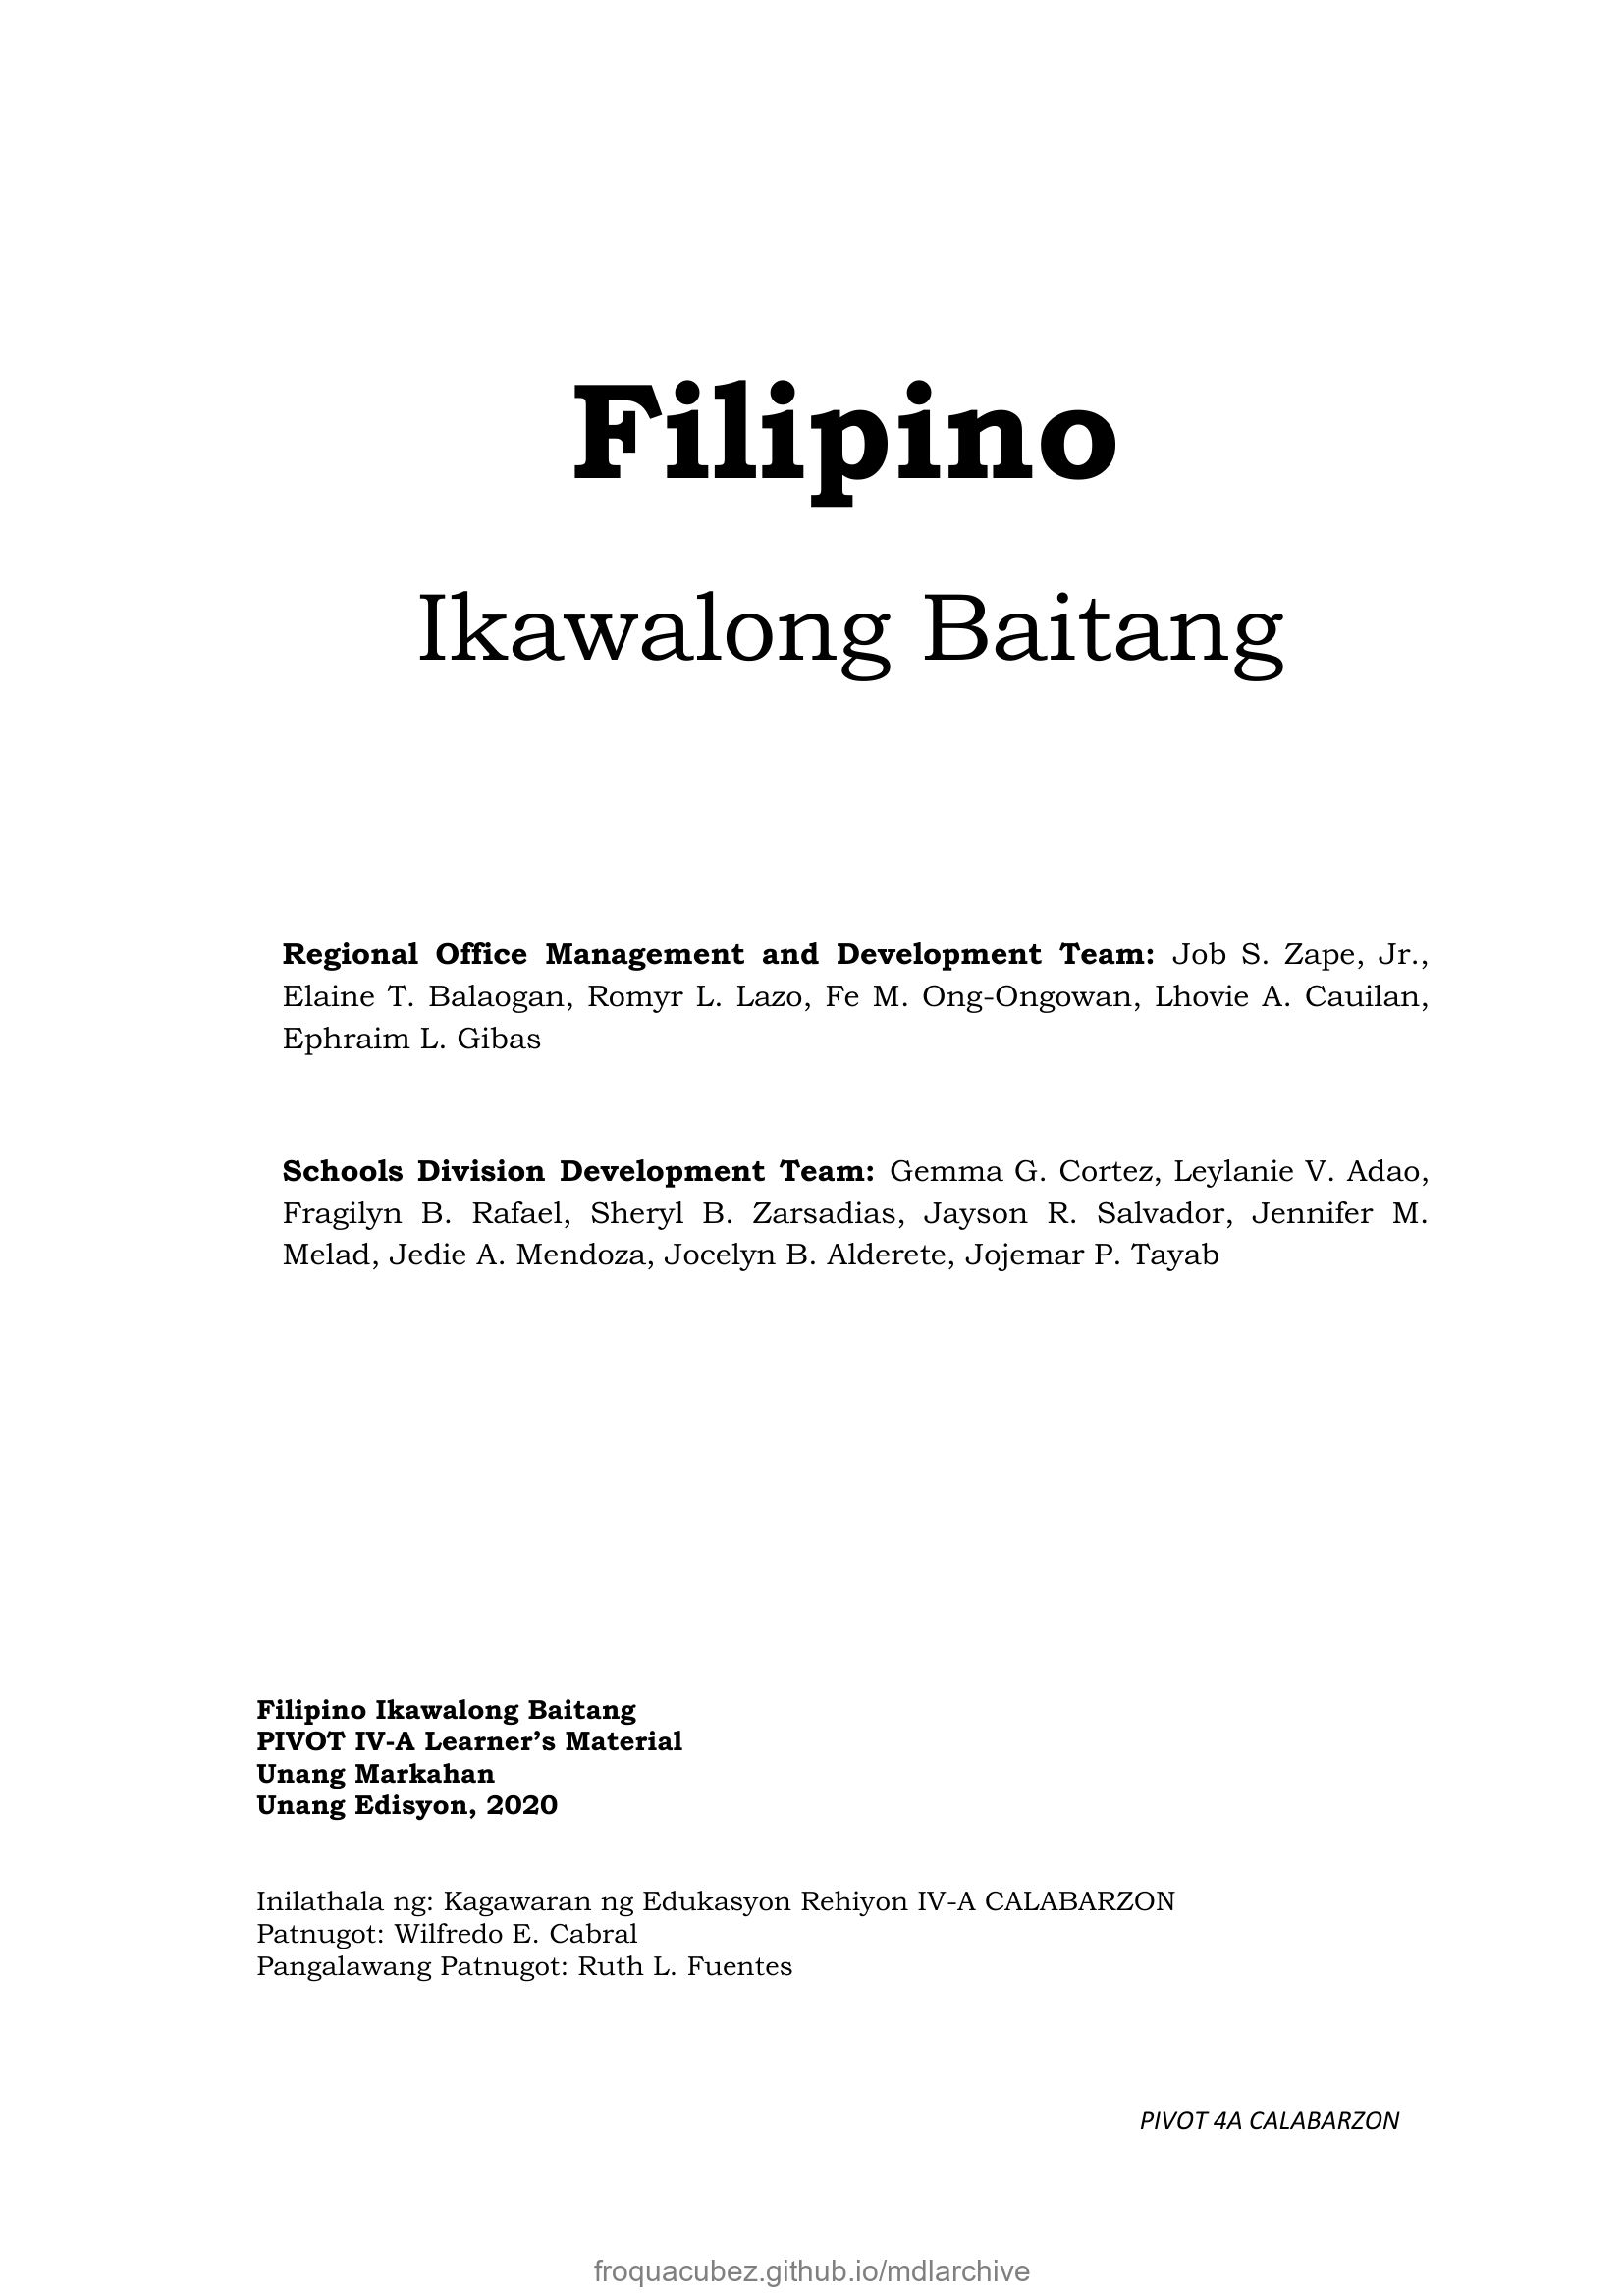 Filipino
Ikawalong Baitang
Regional Office Management and Development Team: Job S. Zape, Jr.,
Elaine T. Balaogan, Romyr L. Lazo, Fe M. Ong-Ongowan, Lhovie A. Cauilan,
Ephraim L. Gibas
Schools Division Development Team: Gemma G. Cortez, Leylanie V. Adao,
Fragilyn B. Rafael, Sheryl B. Zarsadias, Jayson R. Salvador, Jennifer M.
Melad, Jedie A. Mendoza, Jocelyn B. Alderete, Jojemar P. Tayab
Filipino Ikawalong Baitang
PIVOT IV-A Learner’s Material
Unang Markahan
Unang Edisyon, 2020
Inilathala ng: Kagawaran ng Edukasyon Rehiyon IV-A CALABARZON
Patnugot: Wilfredo E. Cabral
Pangalawang Patnugot: Ruth L. Fuentes
PIVOT 4A CALABARZON
froquacubez.github.io/mdlarchive